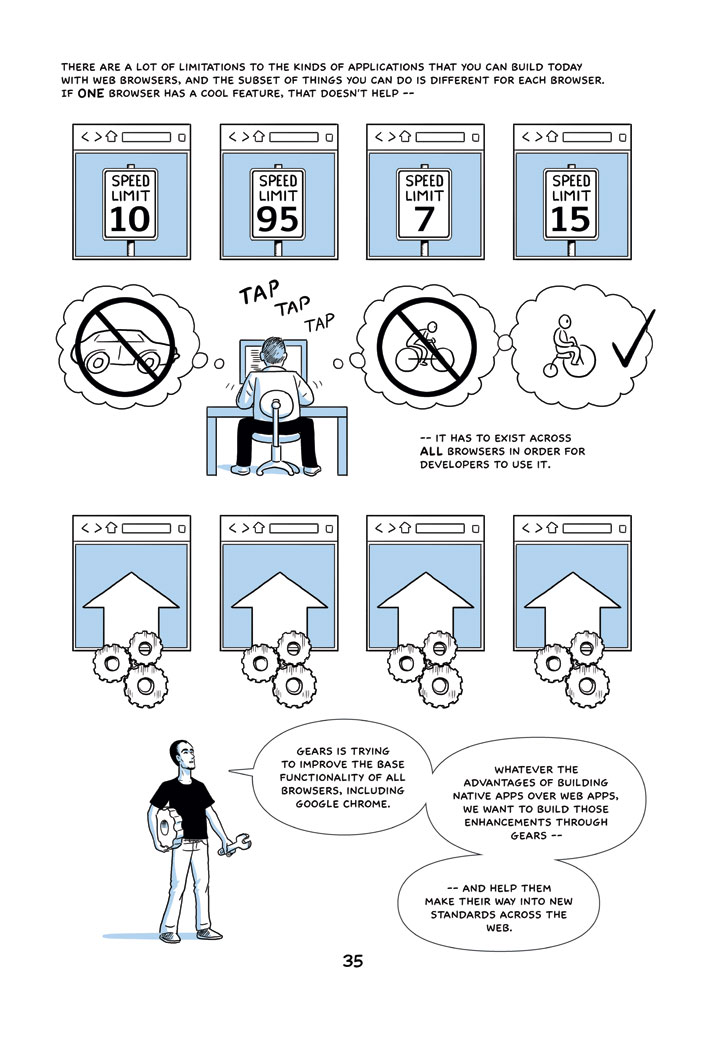 THERE ARE A LOT OF LIMITATIONS TO THE KINDS OF APPLICATIONS THAT YOU CAN BUILD TODAY
WITH WEB BROWSERS, AND THE SUBSET OF THINGS YOU CAN DO IS DIFFERENT FOR EACH BROWSER.
IF ONE BROWSER HAS A COOL FEATURE, THAT DOESN'T HELP --
SPEED
LIMIT
10
SPEED
LIMIT
95
SPEED
LIMIT
7
SPEED
LIMIT
15
TAP
TAP
TAP
-- IT HAS TO EXIST ACROSS
ALL BROWSERS IN ORDER FOR
DEVELOPERS TO USE IT.
GEARS IS TRYING
TO IMPROVE THE BASE
FUNCTIONALITY OF ALL
BROWSERS, INCLUDING
GOOGLE CHROME.
WHATEVER THE
ADVANTAGES OF BUILDING
NATIVE APPS OVER WEB APPS,
WE WANT TO BUILD THOSE
ENHANCEMENTS THROUGH
GEARS --
-- AND HELP THEM
MAKE THEIR WAY INTO NEW
STANDARDS ACROSS THE
WEB.
35